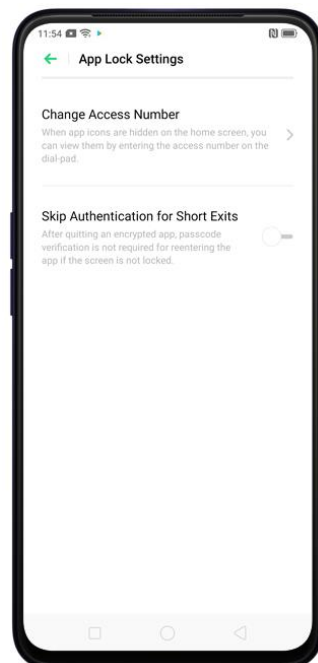 11:54
App Lock Settings
Change Access Number
When app icons are hidden on the home screen, you
can view them by entering the access number on the
dial-pad.
Skip Authentication for Short Exits
After quitting an encrypted app, passcode
verification is not required for reentering the
app if the screen is not locked.